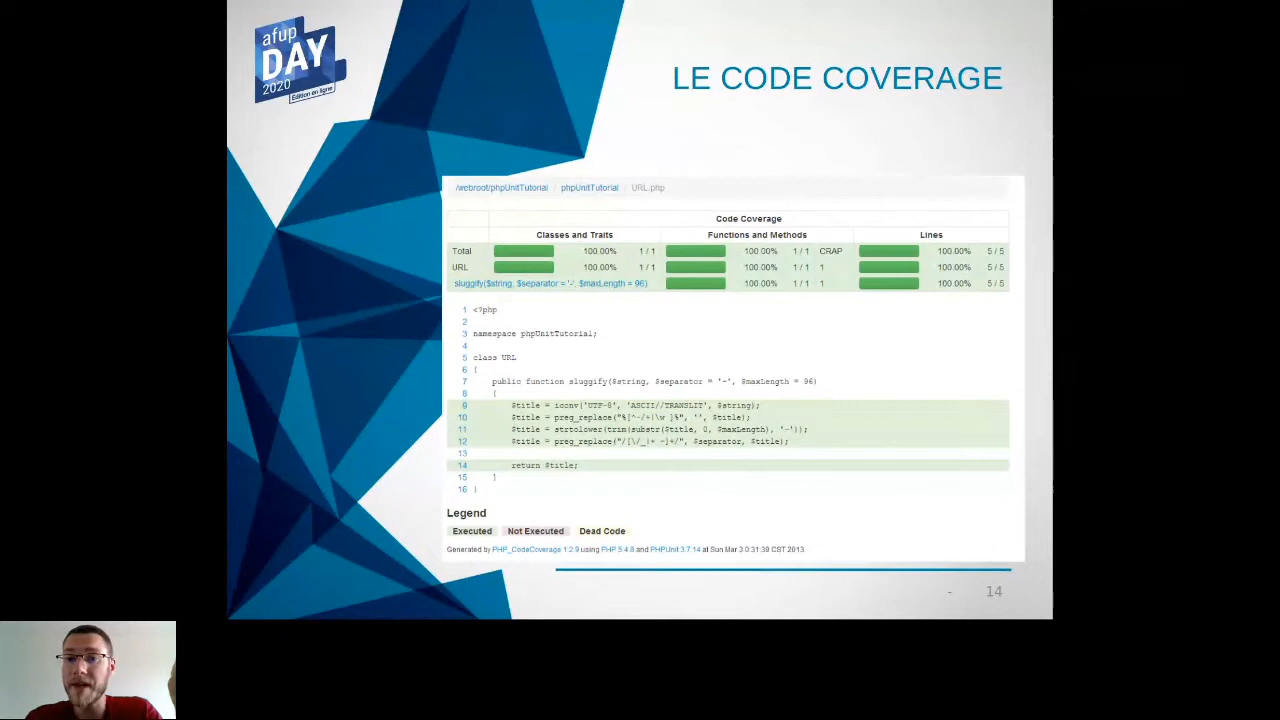 afup
DAY
2020
Édition en ligne
LE CODE COVERAGE
/webroot/phpUnitTutorial / phpUnitTutorial / URL.php
Code Coverage
Classes and Traits Functions and Methods Lines
Total 100.00% 1 / 1 100.00% 1 / 1 CRAP 100.00% 5 / 5
URL 100.00% 1 / 1 100.00% 1 / 1 1 100.00% 5 / 5
sluggify($string, $separator = '-', $maxLength = 96) 100.00% 1 / 1 1 100.00% 5 / 5
1 <?php
2
3 namespace phpUnitTutorial;
4
5 class URL
6 {
7 public function sluggify($string, $separator = '-', $maxLength = 96)
8 {
9 $title = iconv('UTF-8', 'ASCII//TRANSLIT', $string);
10 $title = preg_replace("%[^-/+|\w ]%", '', $title);
11 $title = strtolower(trim(substr($title, 0, $maxLength), '-'));
12 $title = preg_replace("/[\/_|+ -]+/", $separator, $title);
13
14 return $title;
15 }
16 }
Legend
Executed Not Executed Dead Code
Generated by PHP_CodeCoverage 1.2.9 using PHP 5.4.8 and PHPUnit 3.7.14 at Sun Mar 3 0:31:39 CST 2013
- 14